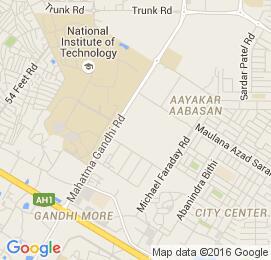 Trunk Rd
Trunk Rd
National
Institute of
Technology
54 Feet Rd
Sardar Patel Rd
AAYAKAR
AABASAN
Maulana Azad Saran
Mahatma Gandhi Rd
Michael Faraday Rd
Abanindra Bithi
AH1
GANDHI MORE
CITY CENTER
Google
Map data ©2016 Google